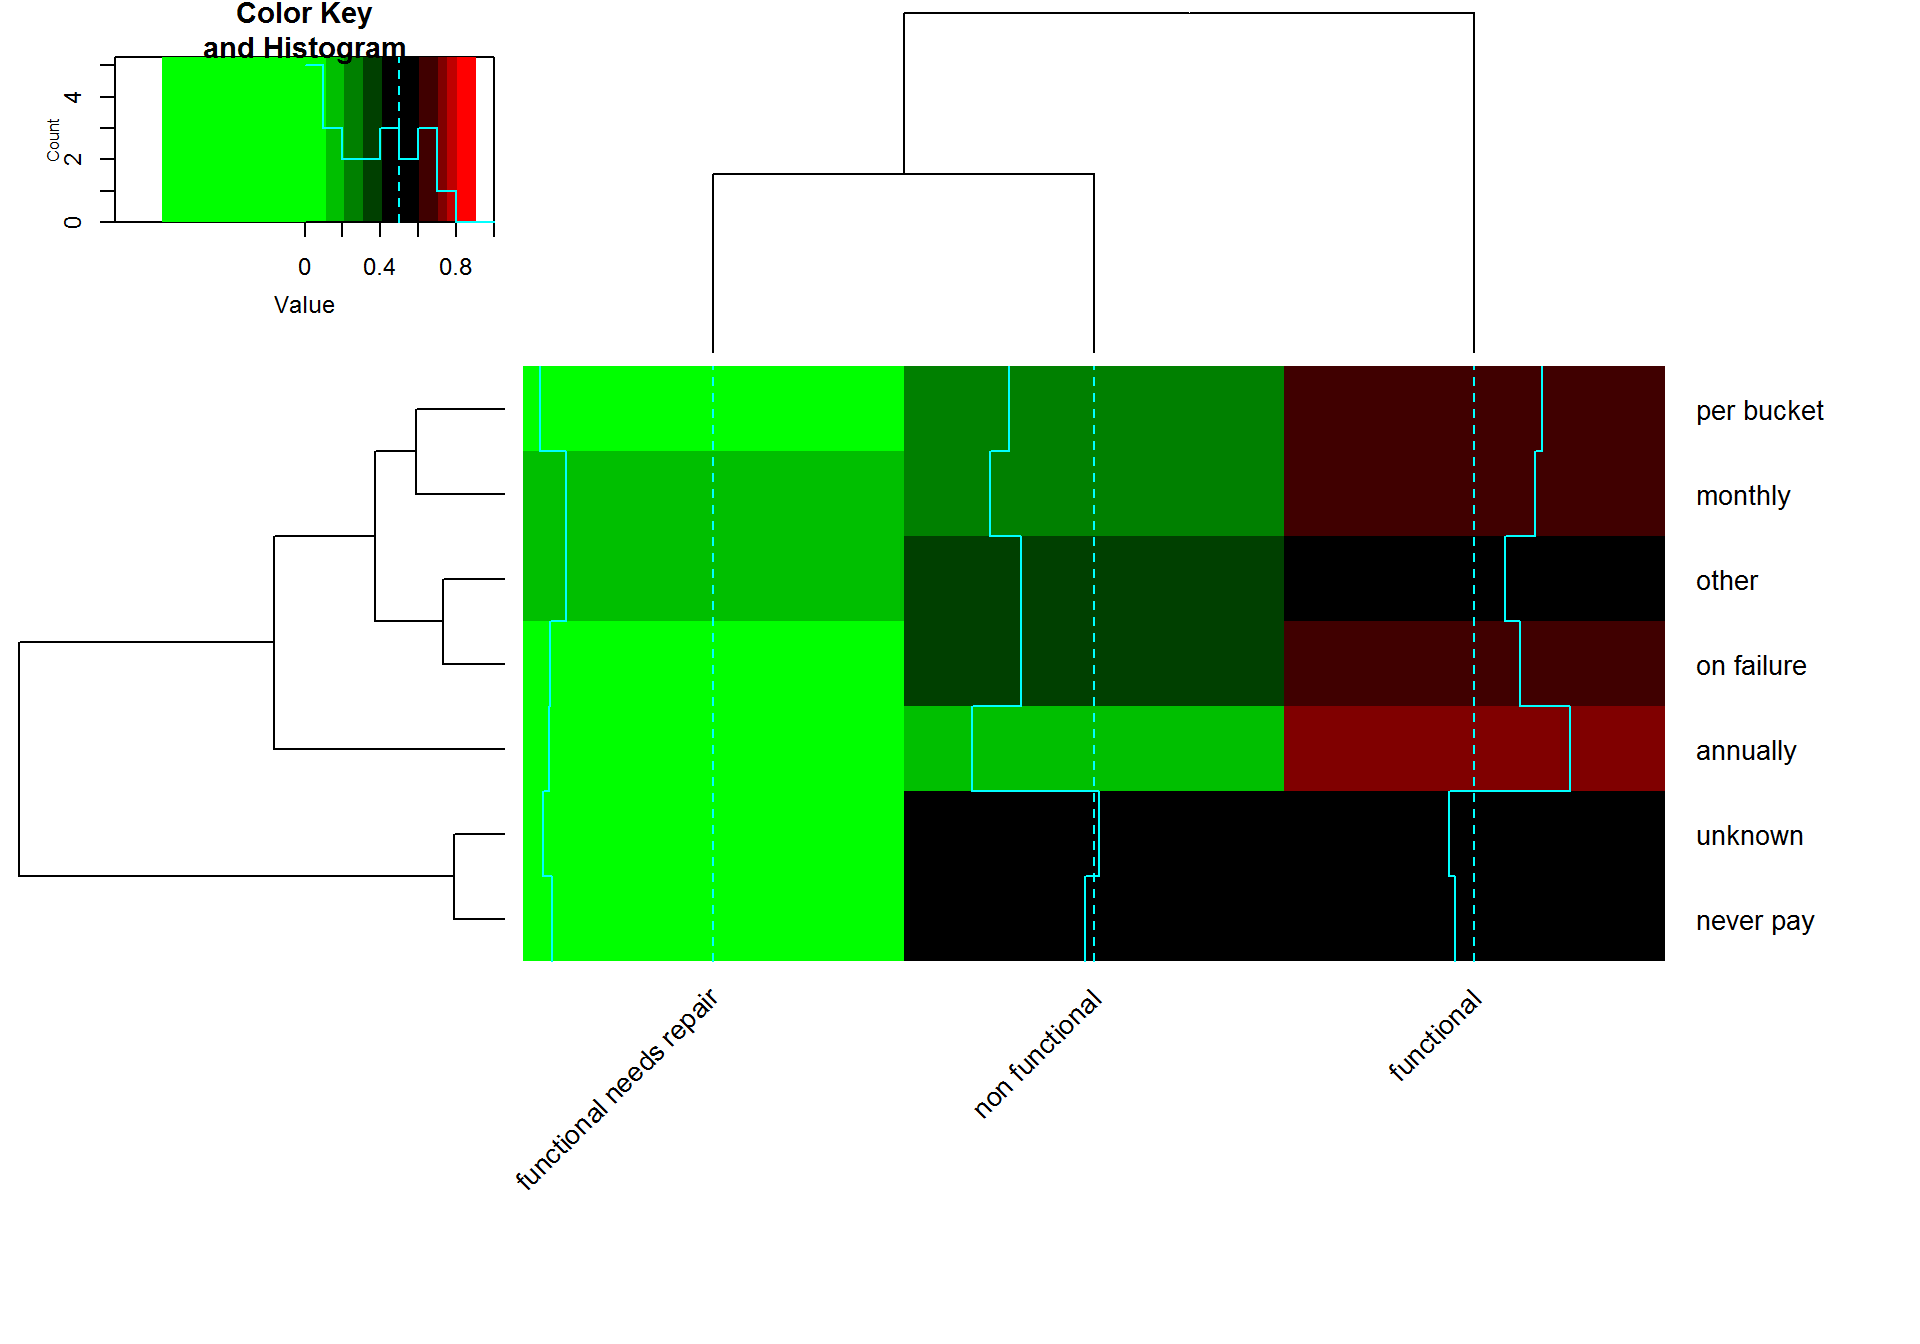 Color Key
and Histogram
Count
0 2 4
0 0.4 0.8
Value
per bucket
monthly
other
on failure
annually
unknown
never pay
functional needs repair
non functional
functional